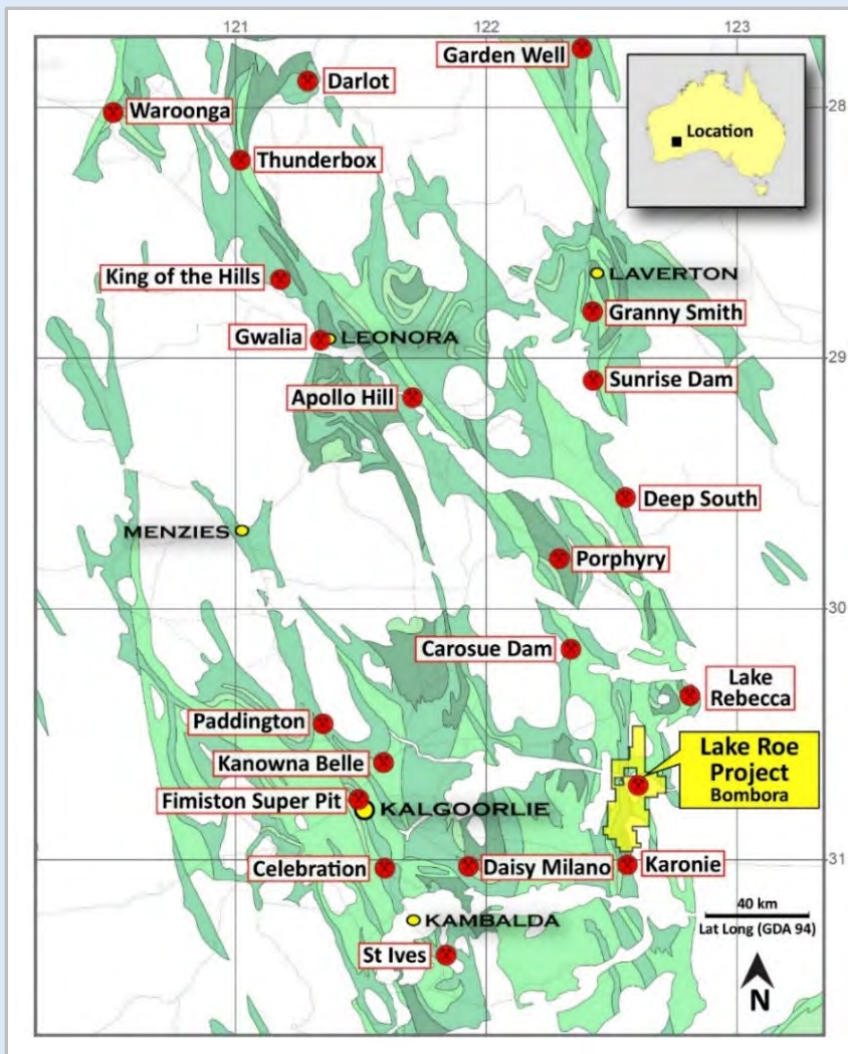 121
122
123
Garden Well
Darlot
28
Waroonga
Location
Thunderbox
King of the Hills
LAVERTON
Granny Smith
Gwalia
LEONORA
29
Sunrise Dam
Apollo Hill
Deep South
MENZIES
Porphyry
30
Carosue Dam
Lake
Rebecca
Paddington
Lake Roe
Project
Bombora
Kanowna Belle
Fimiston Super Pit
KALGOORLIE
31
Celebration
Daisy Milano
Karonie
40 km
Lat Long (GDA 94)
KAMBALDA
St Ives
N